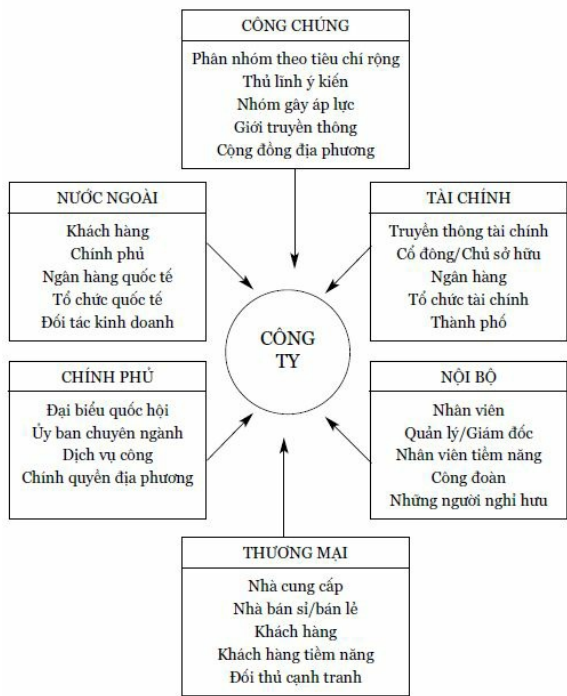 CÔNG CHÚNG
Phân nhóm theo tiêu chí rộng
Thủ lĩnh ý kiến
Nhóm gây áp lực
Giới truyền thông
Cộng đồng địa phương
NƯỚC NGOÀI
Khách hàng
Chính phủ
Ngân hàng quốc tế
Tổ chức quốc tế
Đối tác kinh doanh
TÀI CHÍNH
Truyền thông tài chính
Cổ đông/Chủ sở hữu
Ngân hàng
Tổ chức tài chính
Thành phố
CÔNG
TY
CHÍNH PHỦ
Đại biểu quốc hội
Ủy ban chuyên ngành
Dịch vụ công
Chính quyền địa phương
NỘI BỘ
Nhân viên
Quản lý/Giám đốc
Nhân viên tiềm năng
Công đoàn
Những người nghỉ hưu
THƯƠNG MẠI
Nhà cung cấp
Nhà bán sỉ/bán lẻ
Khách hàng
Khách hàng tiềm năng
Đối thủ cạnh tranh